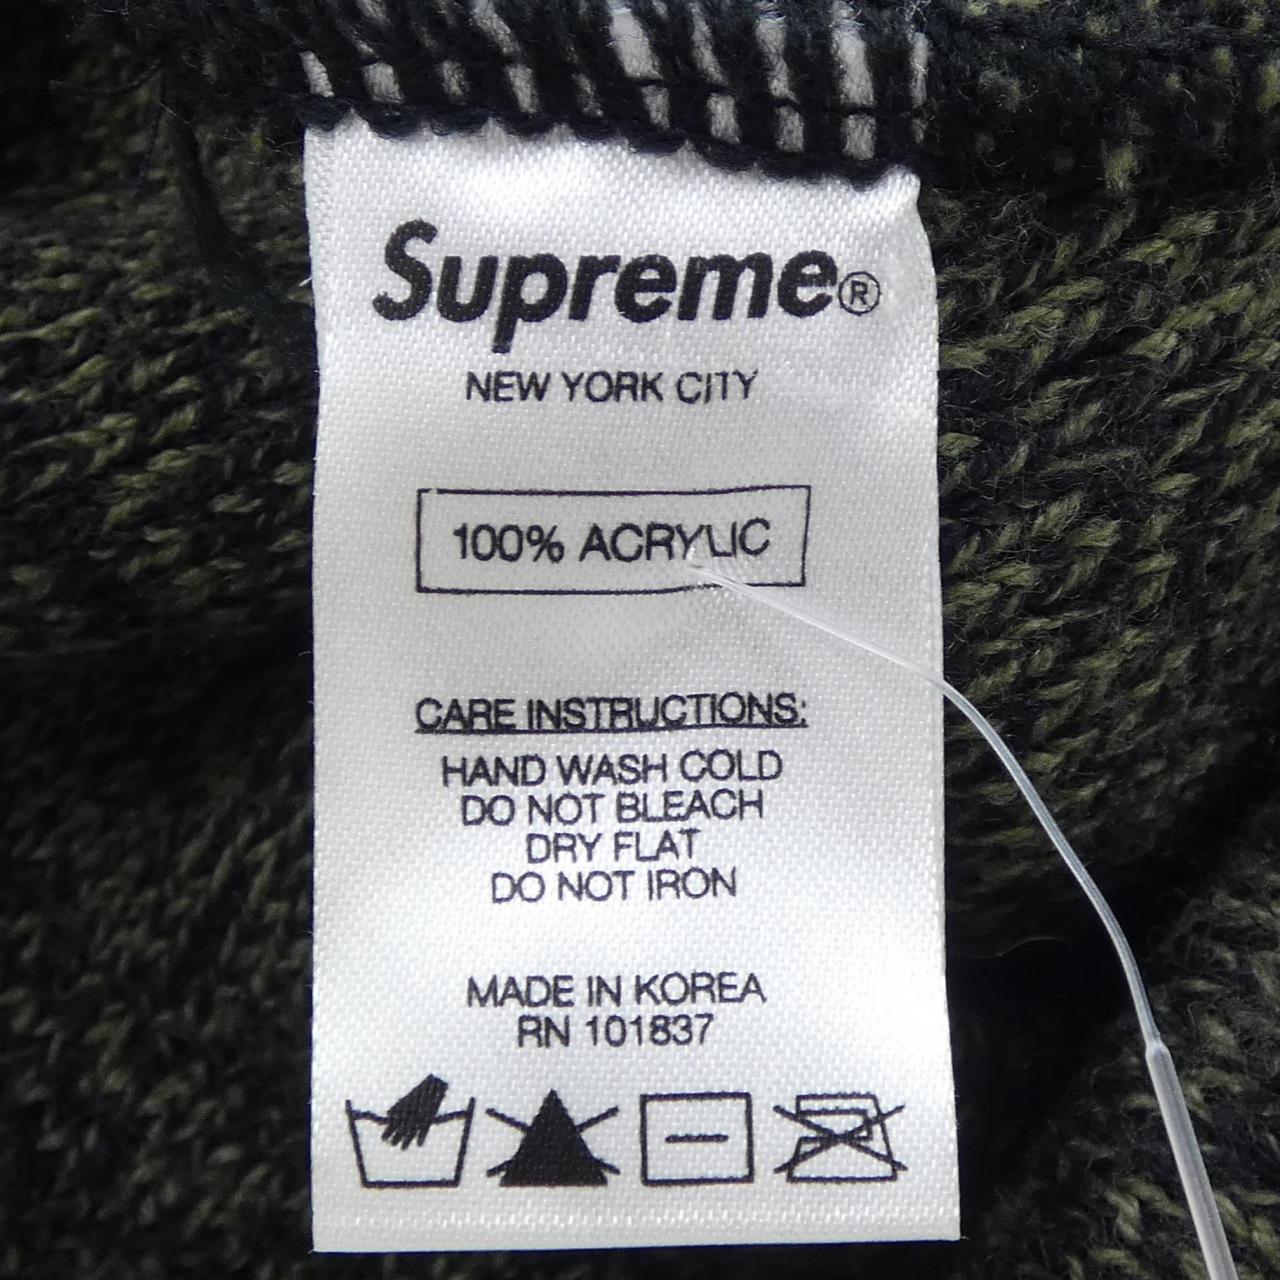 Supreme®
NEW YORK CITY
100% ACRYLIC
CARE INSTRUCTIONS:
HAND WASH COLD
DO NOT BLEACH
DRY FLAT
DO NOT IRON
MADE IN KOREA
RN 101837